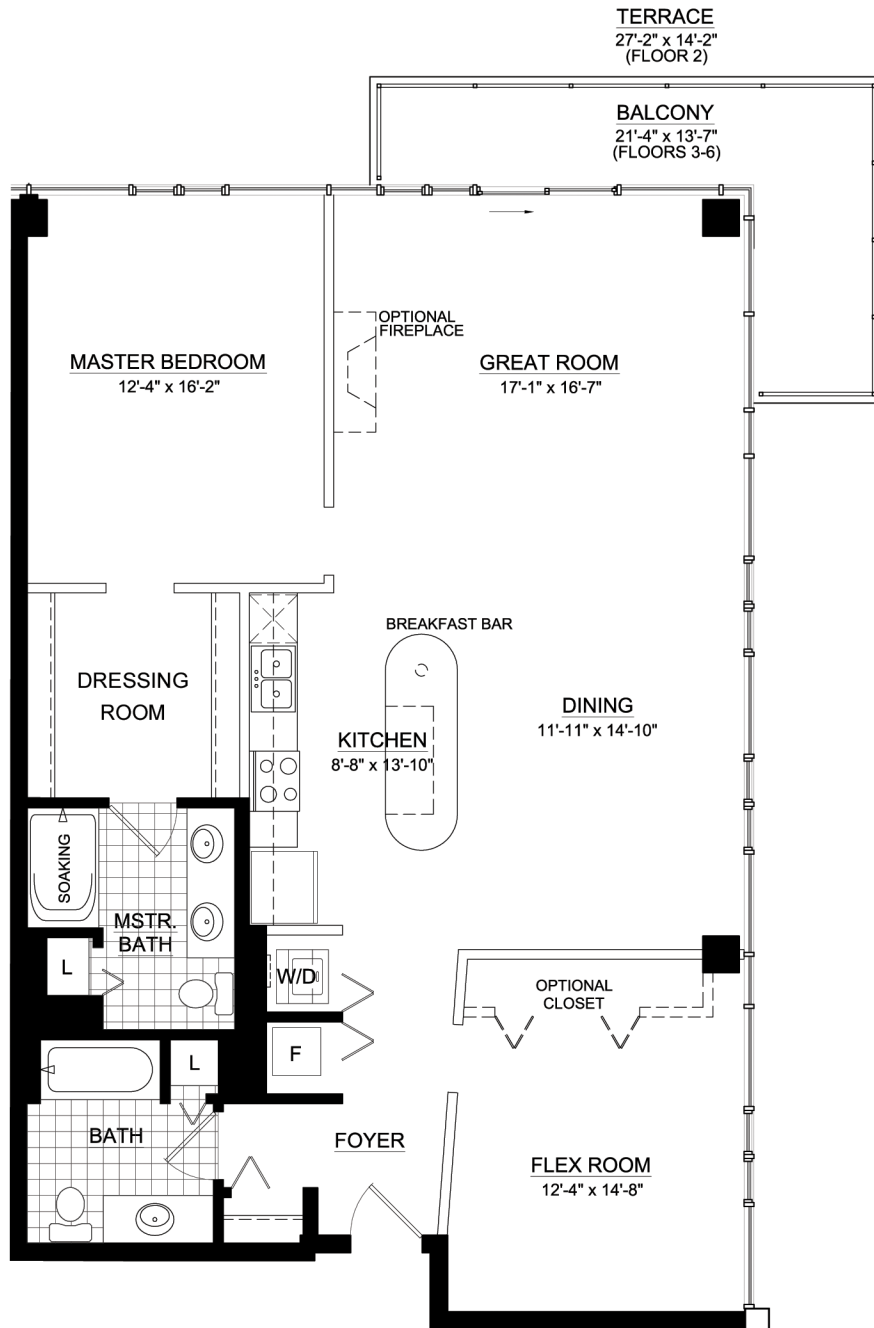 TERRACE
27'-2" x 14'-2"
(FLOOR 2)
BALCONY
21'-4" x 13'-7"
(FLOORS 3-6)
OPTIONAL
FIREPLACE
MASTER BEDROOM
12'-4" x 16'-2"
GREAT ROOM
17'-1" x 16'-7"
BREAKFAST BAR
DRESSING
ROOM
DINING
11'-11" x 14'-10"
KITCHEN
8'-8" x 13'-10"
SOAKING
MSTR.
BATH
L
W/D
OPTIONAL
CLOSET
F
L
BATH
FOYER
FLEX ROOM
12'-4" x 14'-8"